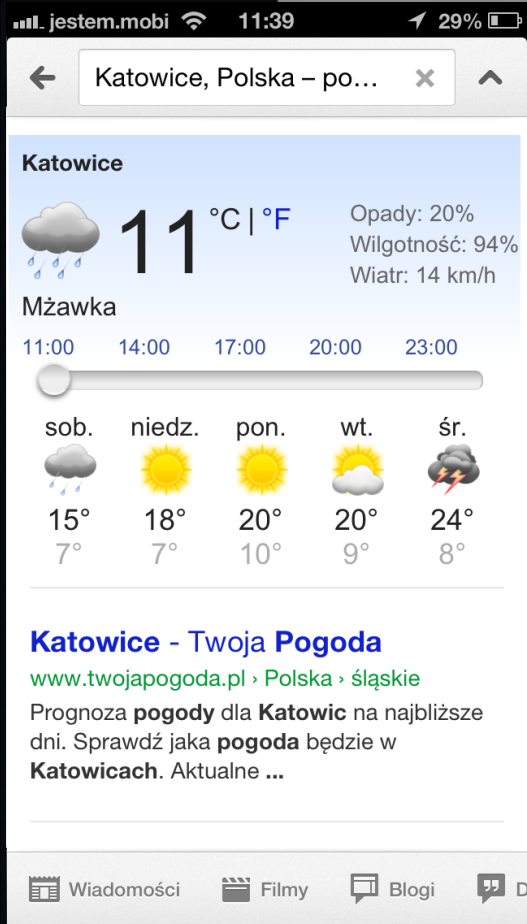 jestem.mobi 11:39 29%
Katowice, Polska – po...
Katowice
11 °C | °F
Opady: 20%
Wilgotność: 94%
Wiatr: 14 km/h
Mżawka
11:00 14:00 17:00 20:00 23:00
sob. niedz. pon. wt. śr.
15° 18° 20° 20° 24°
7° 7° 10° 9° 8°
Katowice - Twoja Pogoda
www.twojapogoda.pl › Polska › śląskie
Prognoza pogody dla Katowic na najbliższe
dni. Sprawdź jaka pogoda będzie w
Katowicach. Aktualne ...
Wiadomości Filmy Blogi D